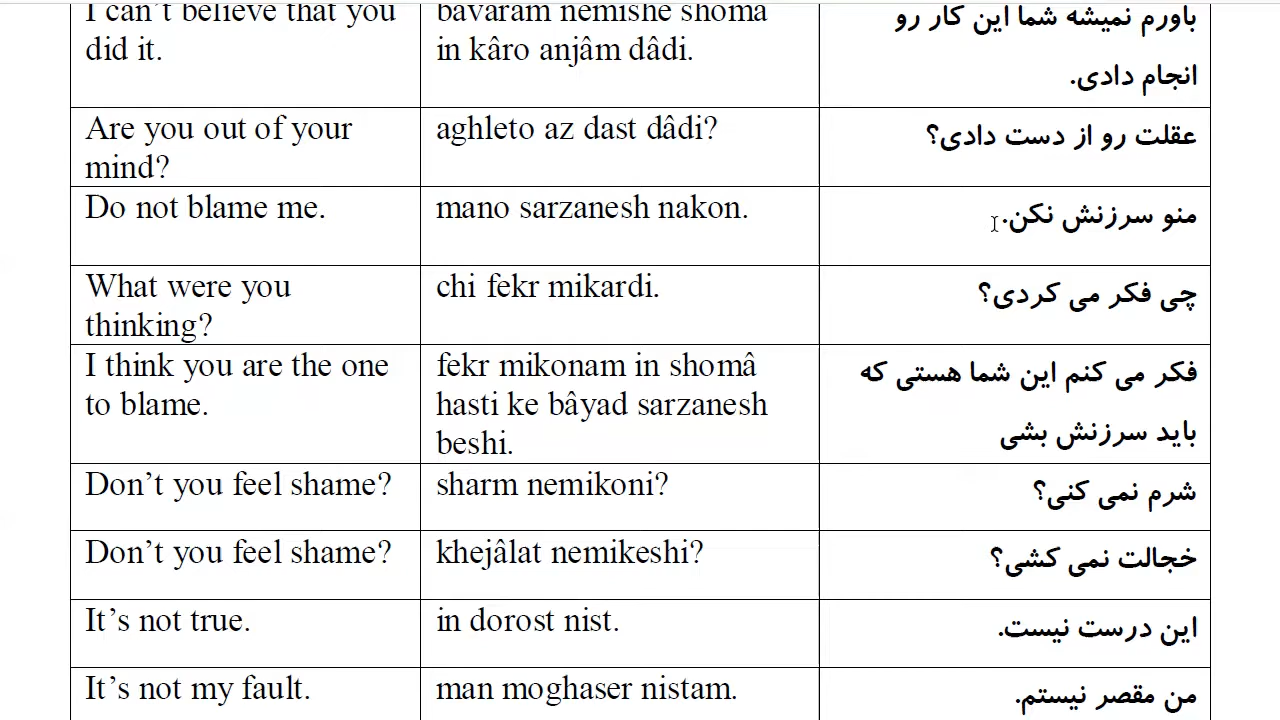 I can't believe that you
did it.
bavaram nemishe shoma
in kâro anjâm dâdi.
باورم نمیشه شما این کار رو
انجام دادی.
Are you out of your
mind?
aghleto az dast dâdi?
عقلت رو از دست دادی؟
Do not blame me.
mano sarzanesh nakon.
منو سرزنش نکن.
What were you
thinking?
chi fekr mikardi.
چی فکر می کردی؟
I think you are the one
to blame.
fekr mikonam in shomâ
hasti ke bâyad sarzanesh
beshi.
فکر می کنم این شما هستی که
باید سرزنش بشی
Don’t you feel shame?
sharm nemikoni?
شرم نمی کنی؟
Don’t you feel shame?
khejâlat nemikeshi?
خجالت نمی کشی؟
It’s not true.
in dorost nist.
این درست نیست.
It’s not my fault.
man moghaser nistam.
من مقصر نیستم.